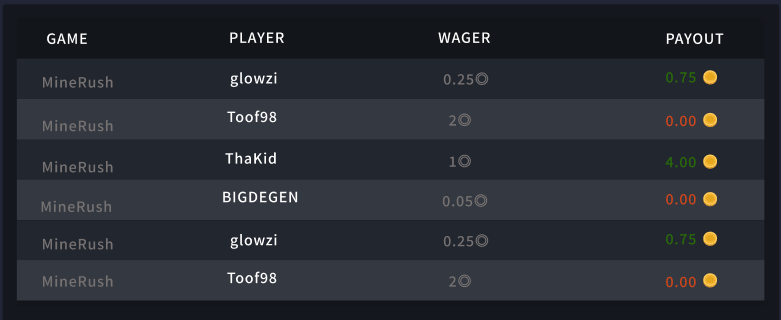 GAME PLAYER WAGER PAYOUT
MineRush glowzi 0.25◎ 0.75
MineRush Toof98 2◎ 0.00
MineRush ThaKid 1◎ 4.00
MineRush BIGDEGEN 0.05◎ 0.00
MineRush glowzi 0.25◎ 0.75
MineRush Toof98 2◎ 0.00